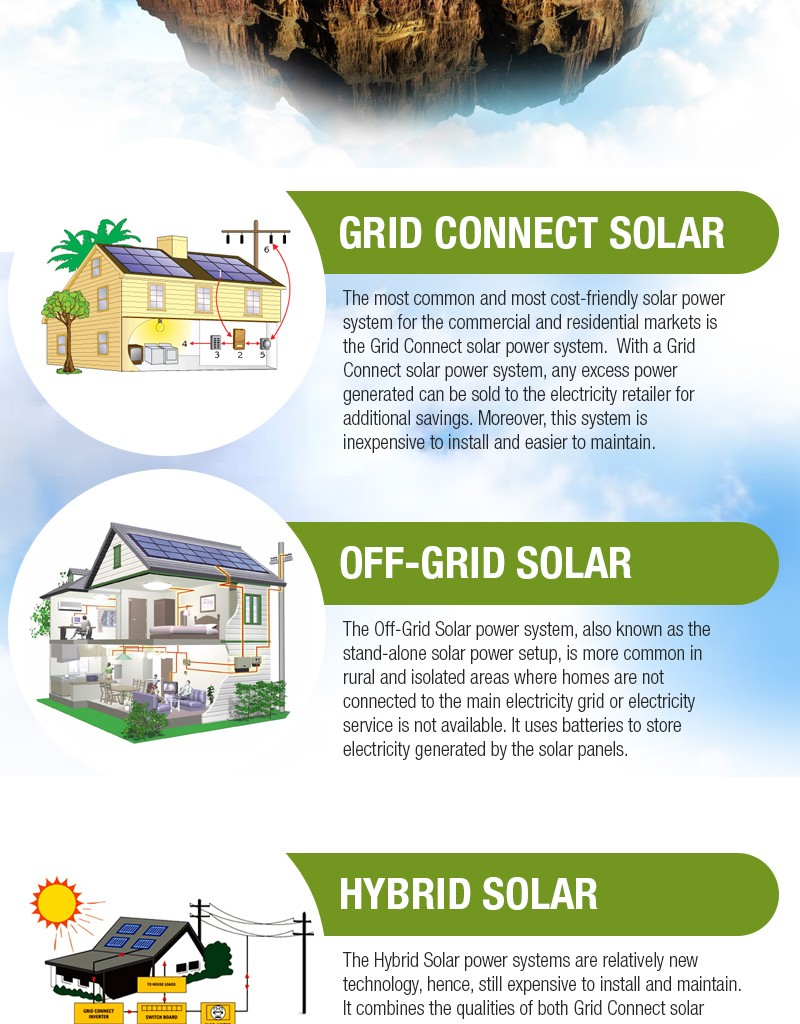 GRID CONNECT SOLAR
The most common and most cost-friendly solar power
system for the commercial and residential markets is
the Grid Connect solar power system.  With a Grid
Connect solar power system, any excess power
generated can be sold to the electricity retailer for
additional savings. Moreover, this system is
inexpensive to install and easier to maintain.
6
1
4
3
2
5
OFF-GRID SOLAR
The Off-Grid Solar power system, also known as the
stand-alone solar power setup, is more common in
rural and isolated areas where homes are not
connected to the main electricity grid or electricity
service is not available. It uses batteries to store
electricity generated by the solar panels.
HYBRID SOLAR
The Hybrid Solar power systems are relatively new
technology, hence, still expensive to install and maintain.
It combines the qualities of both Grid Connect solar
TO HOUSE LOADS
GRID CONNECT
INVERTER
SWITCH BOARD